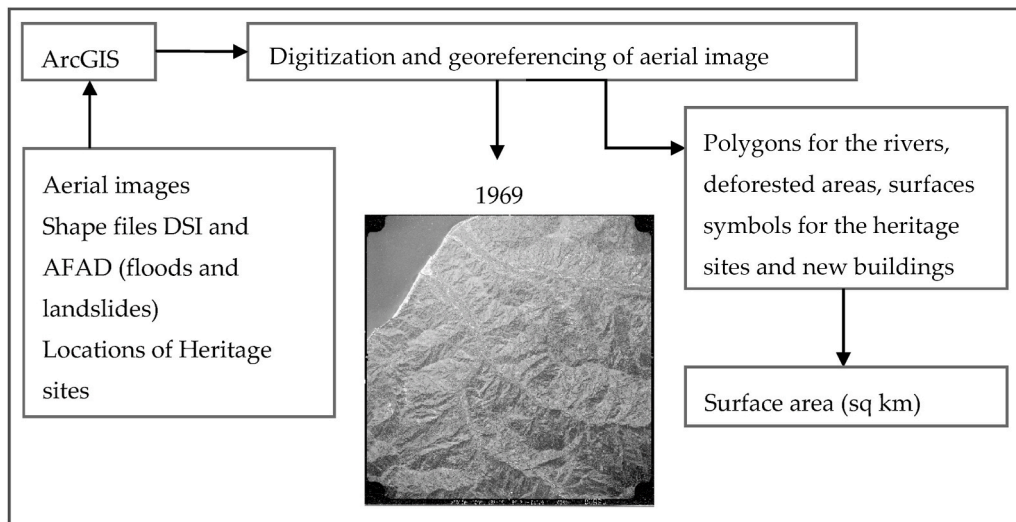 ArcGIS
Digitization and georeferencing of aerial image
Aerial images
Shape files DSI and
AFAD (floods and
landslides)
Locations of Heritage
sites
1969
Polygons for the rivers,
deforested areas, surfaces
symbols for the heritage
sites and new buildings
Surface area (sq km)